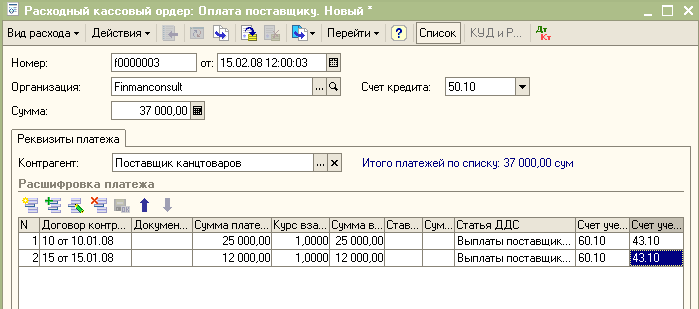 Расходный кассовый ордер: Оплата поставщику. Новый *
Вид расхода Действия Перейти ? Список КУД и Р... Дт Кт
Номер: f0000003 от: 15.02.08 12:00:03
Организация: Finmanconsult ... Счет кредита: 50.10
Сумма: 37 000,00
Реквизиты платежа
Контрагент: Поставщик канцтоваров ... Итого платежей по списку: 37 000,00 сум
Расшифровка платежа
N Договор контр... Докумен... Сумма плате... Курс вза... Сумма в... Став... Сум... Статья ДДС Счет уче... Счет уче...
1 10 от 10.01.08 25 000,00 1,0000 25 000,00 Выплаты поставщик... 60.10 43.10
2 15 от 15.01.08 12 000,00 1,0000 12 000,00 Выплаты поставщик... 60.10 43.10